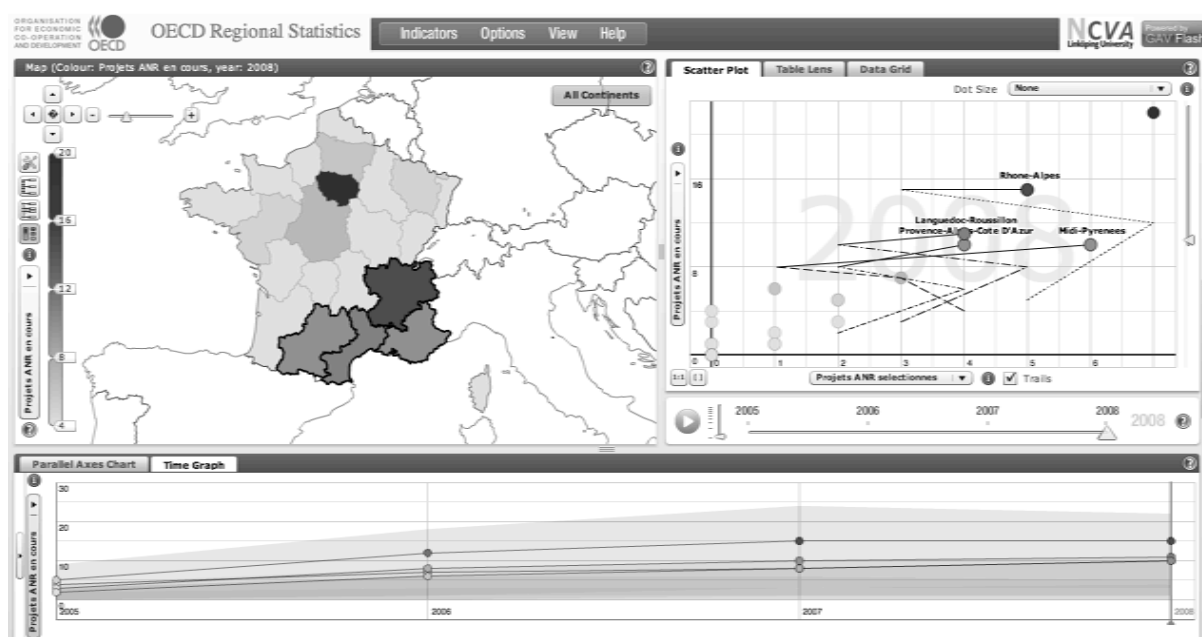 ORGANISATION
FOR ECONOMIC
CO-OPERATION
AND DEVELOPMENT
OECD
OECD Regional Statistics
Indicators Options View Help
NCVA
Linköping University
Powered by
GAV Flash
Map (Colour: Projets ANR en cours, year: 2008)
All Continents
20
16
12
8
4
Projets ANR en cours
Scatter Plot Table Lens Data Grid
Dot Size None
2008
Rhone-Alpes
Languedoc-Roussillon
Provence-Alpes-Cote D'Azur Midi-Pyrenees
16
8
0
Projets ANR en cours
0 1 2 3 4 5 6
1:1 [ ] Projets ANR selectionnes Trails
2005 2006 2007 2008 2008
Parallel Axes Chart Time Graph
30
20
10
0
Projets ANR en cours
2005 2006 2007 2008